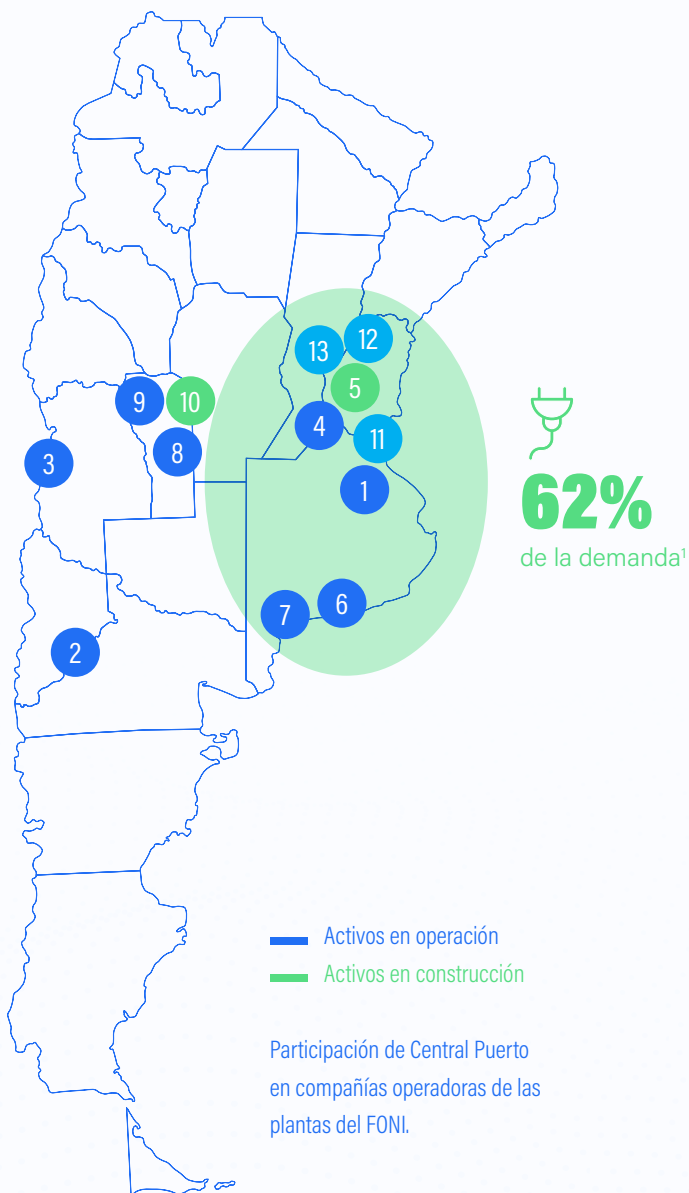 12
13
5
9
10
4
11
8
3
1
62%
de la demanda¹
6
7
2
Activos en operación
Activos en construcción
Participación de Central Puerto
en compañías operadoras de las
plantas del FONI.